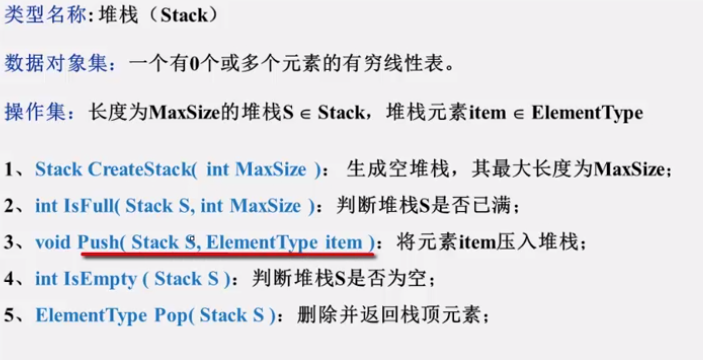 类型名称: 堆栈（Stack）
数据对象集：一个有0个或多个元素的有穷线性表。
操作集：长度为MaxSize的堆栈S ∈ Stack，堆栈元素item ∈ ElementType
1、Stack CreateStack( int MaxSize )： 生成空堆栈，其最大长度为MaxSize；
2、int IsFull( Stack S, int MaxSize )：判断堆栈S是否已满；
3、void Push( Stack S, ElementType item )：将元素item压入堆栈；
4、int IsEmpty ( Stack S )：判断堆栈S是否为空；
5、ElementType Pop( Stack S )：删除并返回栈顶元素；